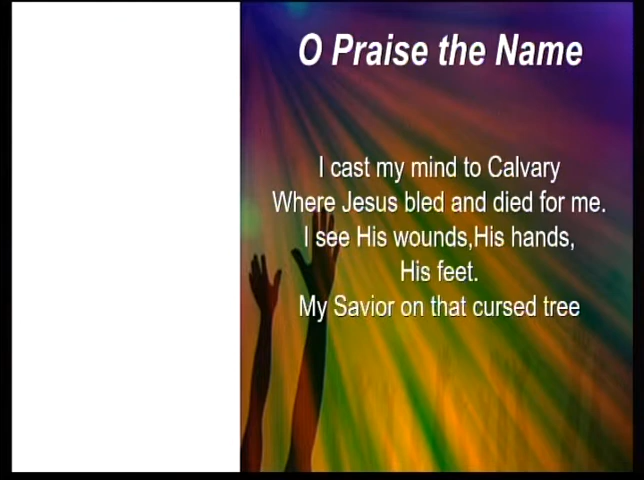 O Praise the Name
I cast my mind to Calvary
Where Jesus bled and died for me.
I see His wounds,His hands,
His feet.
My Savior on that cursed tree